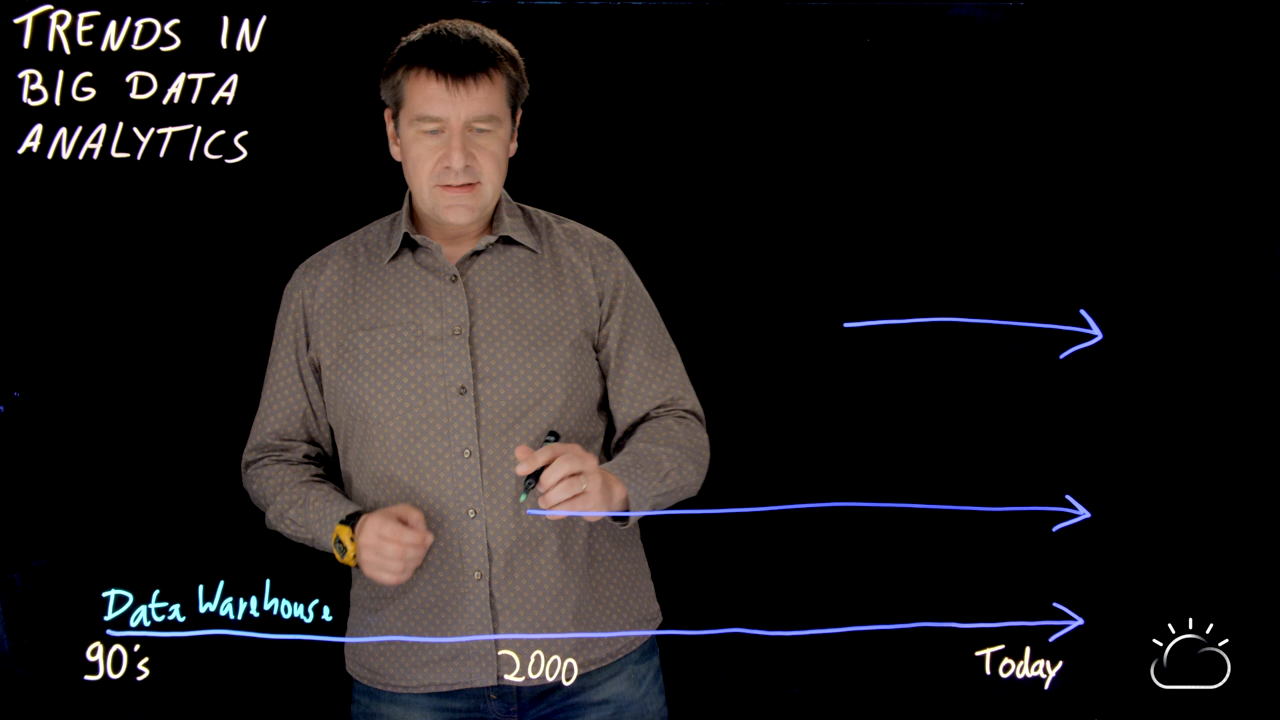 TRENDS IN
BIG DATA
ANALYTICS
Data Warehouse
90's 2000 Today